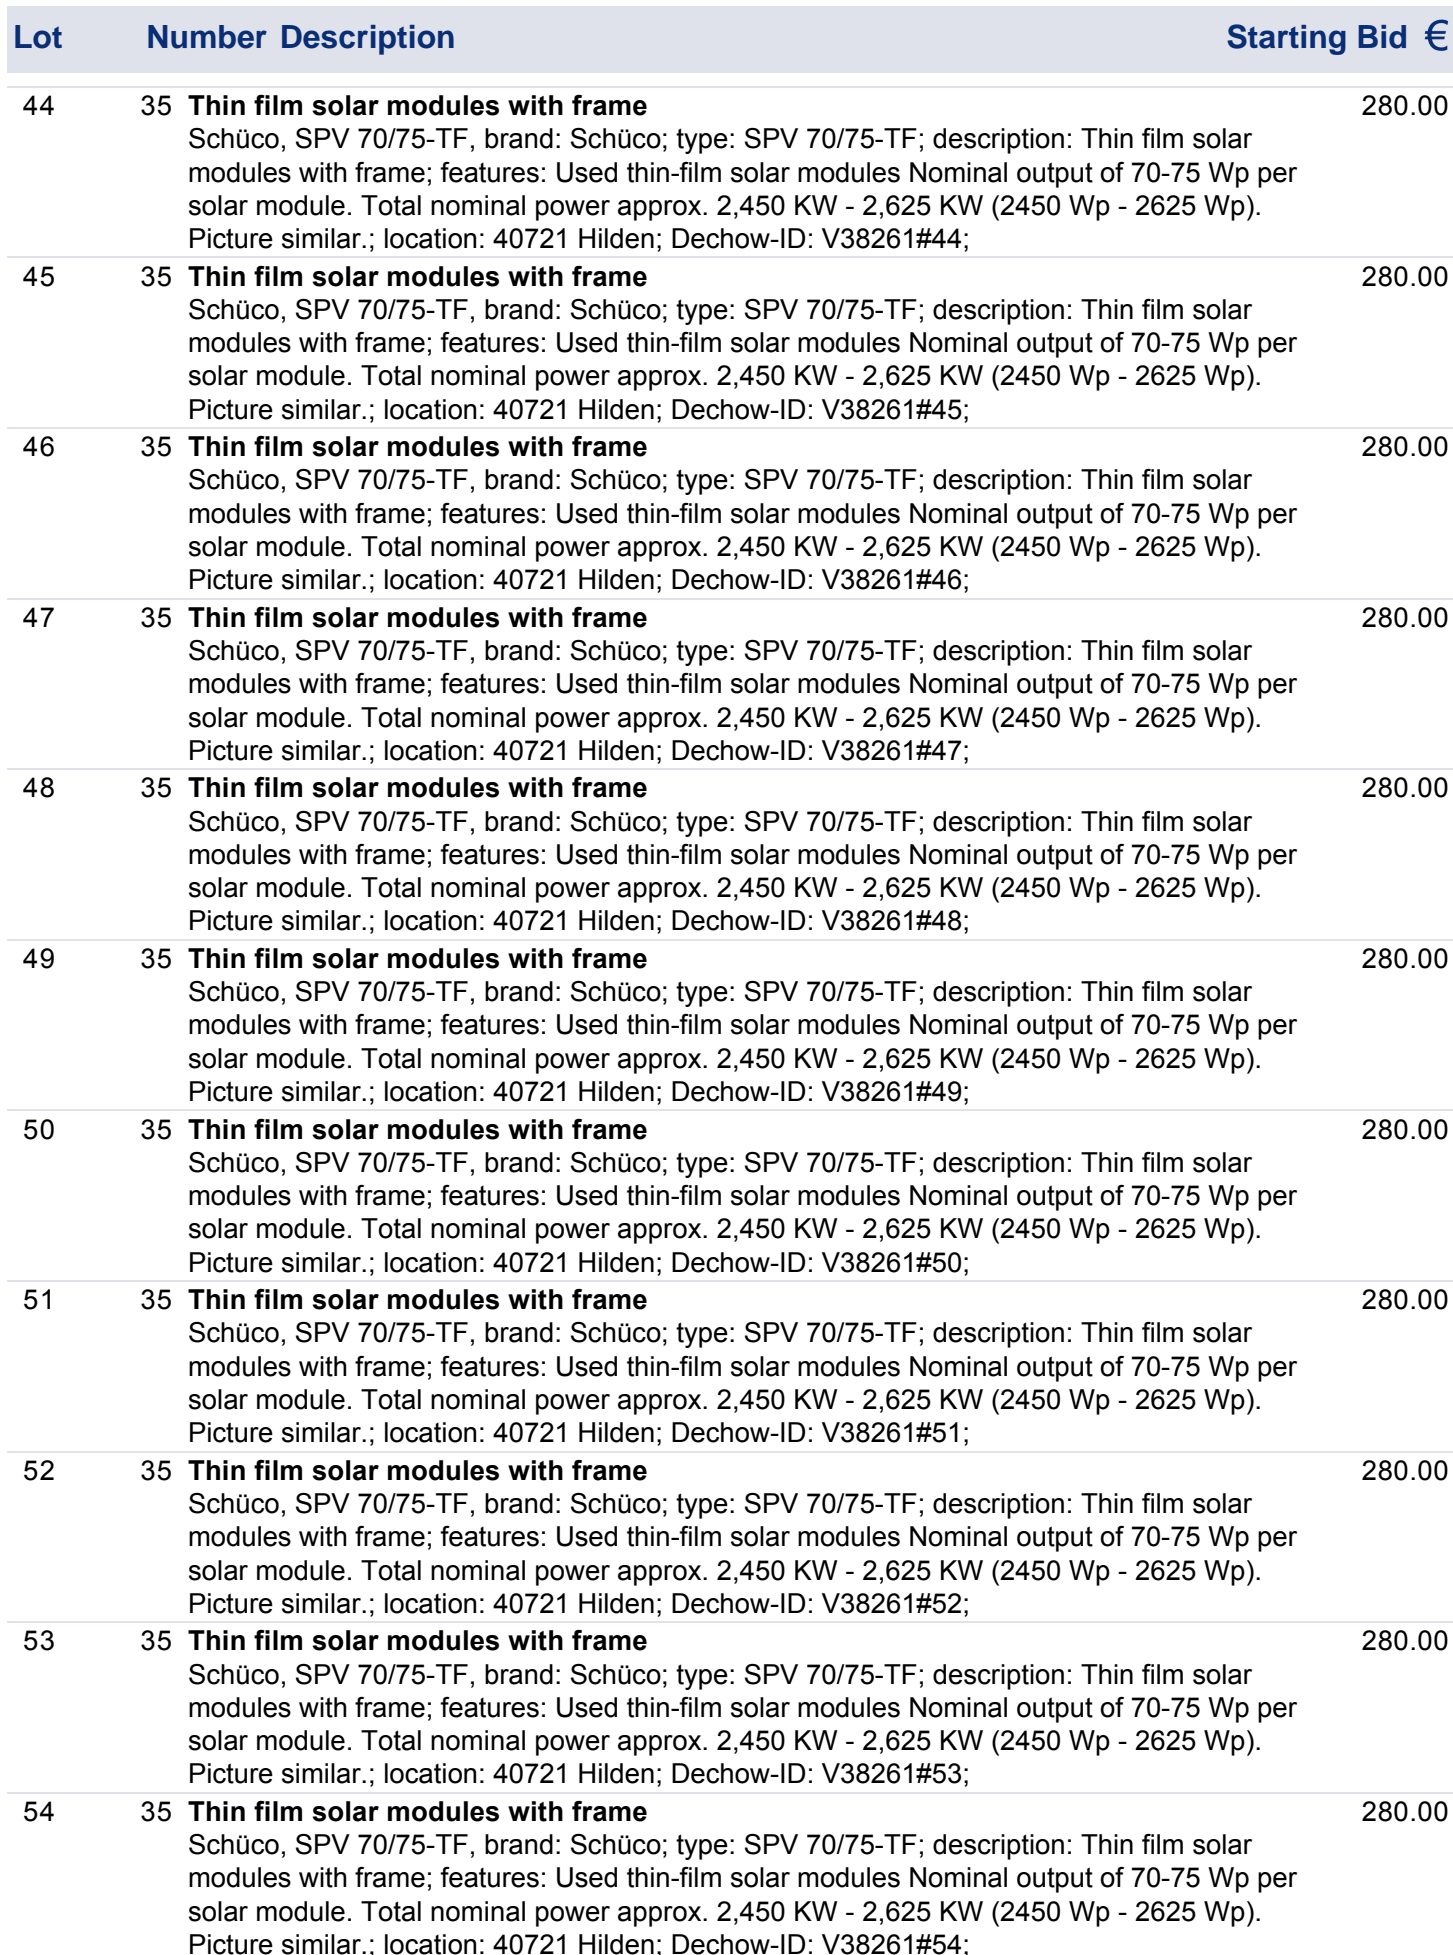 Lot Number Description Starting Bid €
44 35 Thin film solar modules with frame 280.00
Schüco, SPV 70/75-TF, brand: Schüco; type: SPV 70/75-TF; description: Thin film solar
modules with frame; features: Used thin-film solar modules Nominal output of 70-75 Wp per
solar module. Total nominal power approx. 2,450 KW - 2,625 KW (2450 Wp - 2625 Wp).
Picture similar.; location: 40721 Hilden; Dechow-ID: V38261#44;
45 35 Thin film solar modules with frame 280.00
Schüco, SPV 70/75-TF, brand: Schüco; type: SPV 70/75-TF; description: Thin film solar
modules with frame; features: Used thin-film solar modules Nominal output of 70-75 Wp per
solar module. Total nominal power approx. 2,450 KW - 2,625 KW (2450 Wp - 2625 Wp).
Picture similar.; location: 40721 Hilden; Dechow-ID: V38261#45;
46 35 Thin film solar modules with frame 280.00
Schüco, SPV 70/75-TF, brand: Schüco; type: SPV 70/75-TF; description: Thin film solar
modules with frame; features: Used thin-film solar modules Nominal output of 70-75 Wp per
solar module. Total nominal power approx. 2,450 KW - 2,625 KW (2450 Wp - 2625 Wp).
Picture similar.; location: 40721 Hilden; Dechow-ID: V38261#46;
47 35 Thin film solar modules with frame 280.00
Schüco, SPV 70/75-TF, brand: Schüco; type: SPV 70/75-TF; description: Thin film solar
modules with frame; features: Used thin-film solar modules Nominal output of 70-75 Wp per
solar module. Total nominal power approx. 2,450 KW - 2,625 KW (2450 Wp - 2625 Wp).
Picture similar.; location: 40721 Hilden; Dechow-ID: V38261#47;
48 35 Thin film solar modules with frame 280.00
Schüco, SPV 70/75-TF, brand: Schüco; type: SPV 70/75-TF; description: Thin film solar
modules with frame; features: Used thin-film solar modules Nominal output of 70-75 Wp per
solar module. Total nominal power approx. 2,450 KW - 2,625 KW (2450 Wp - 2625 Wp).
Picture similar.; location: 40721 Hilden; Dechow-ID: V38261#48;
49 35 Thin film solar modules with frame 280.00
Schüco, SPV 70/75-TF, brand: Schüco; type: SPV 70/75-TF; description: Thin film solar
modules with frame; features: Used thin-film solar modules Nominal output of 70-75 Wp per
solar module. Total nominal power approx. 2,450 KW - 2,625 KW (2450 Wp - 2625 Wp).
Picture similar.; location: 40721 Hilden; Dechow-ID: V38261#49;
50 35 Thin film solar modules with frame 280.00
Schüco, SPV 70/75-TF, brand: Schüco; type: SPV 70/75-TF; description: Thin film solar
modules with frame; features: Used thin-film solar modules Nominal output of 70-75 Wp per
solar module. Total nominal power approx. 2,450 KW - 2,625 KW (2450 Wp - 2625 Wp).
Picture similar.; location: 40721 Hilden; Dechow-ID: V38261#50;
51 35 Thin film solar modules with frame 280.00
Schüco, SPV 70/75-TF, brand: Schüco; type: SPV 70/75-TF; description: Thin film solar
modules with frame; features: Used thin-film solar modules Nominal output of 70-75 Wp per
solar module. Total nominal power approx. 2,450 KW - 2,625 KW (2450 Wp - 2625 Wp).
Picture similar.; location: 40721 Hilden; Dechow-ID: V38261#51;
52 35 Thin film solar modules with frame 280.00
Schüco, SPV 70/75-TF, brand: Schüco; type: SPV 70/75-TF; description: Thin film solar
modules with frame; features: Used thin-film solar modules Nominal output of 70-75 Wp per
solar module. Total nominal power approx. 2,450 KW - 2,625 KW (2450 Wp - 2625 Wp).
Picture similar.; location: 40721 Hilden; Dechow-ID: V38261#52;
53 35 Thin film solar modules with frame 280.00
Schüco, SPV 70/75-TF, brand: Schüco; type: SPV 70/75-TF; description: Thin film solar
modules with frame; features: Used thin-film solar modules Nominal output of 70-75 Wp per
solar module. Total nominal power approx. 2,450 KW - 2,625 KW (2450 Wp - 2625 Wp).
Picture similar.; location: 40721 Hilden; Dechow-ID: V38261#53;
54 35 Thin film solar modules with frame 280.00
Schüco, SPV 70/75-TF, brand: Schüco; type: SPV 70/75-TF; description: Thin film solar
modules with frame; features: Used thin-film solar modules Nominal output of 70-75 Wp per
solar module. Total nominal power approx. 2,450 KW - 2,625 KW (2450 Wp - 2625 Wp).
Picture similar.; location: 40721 Hilden; Dechow-ID: V38261#54;